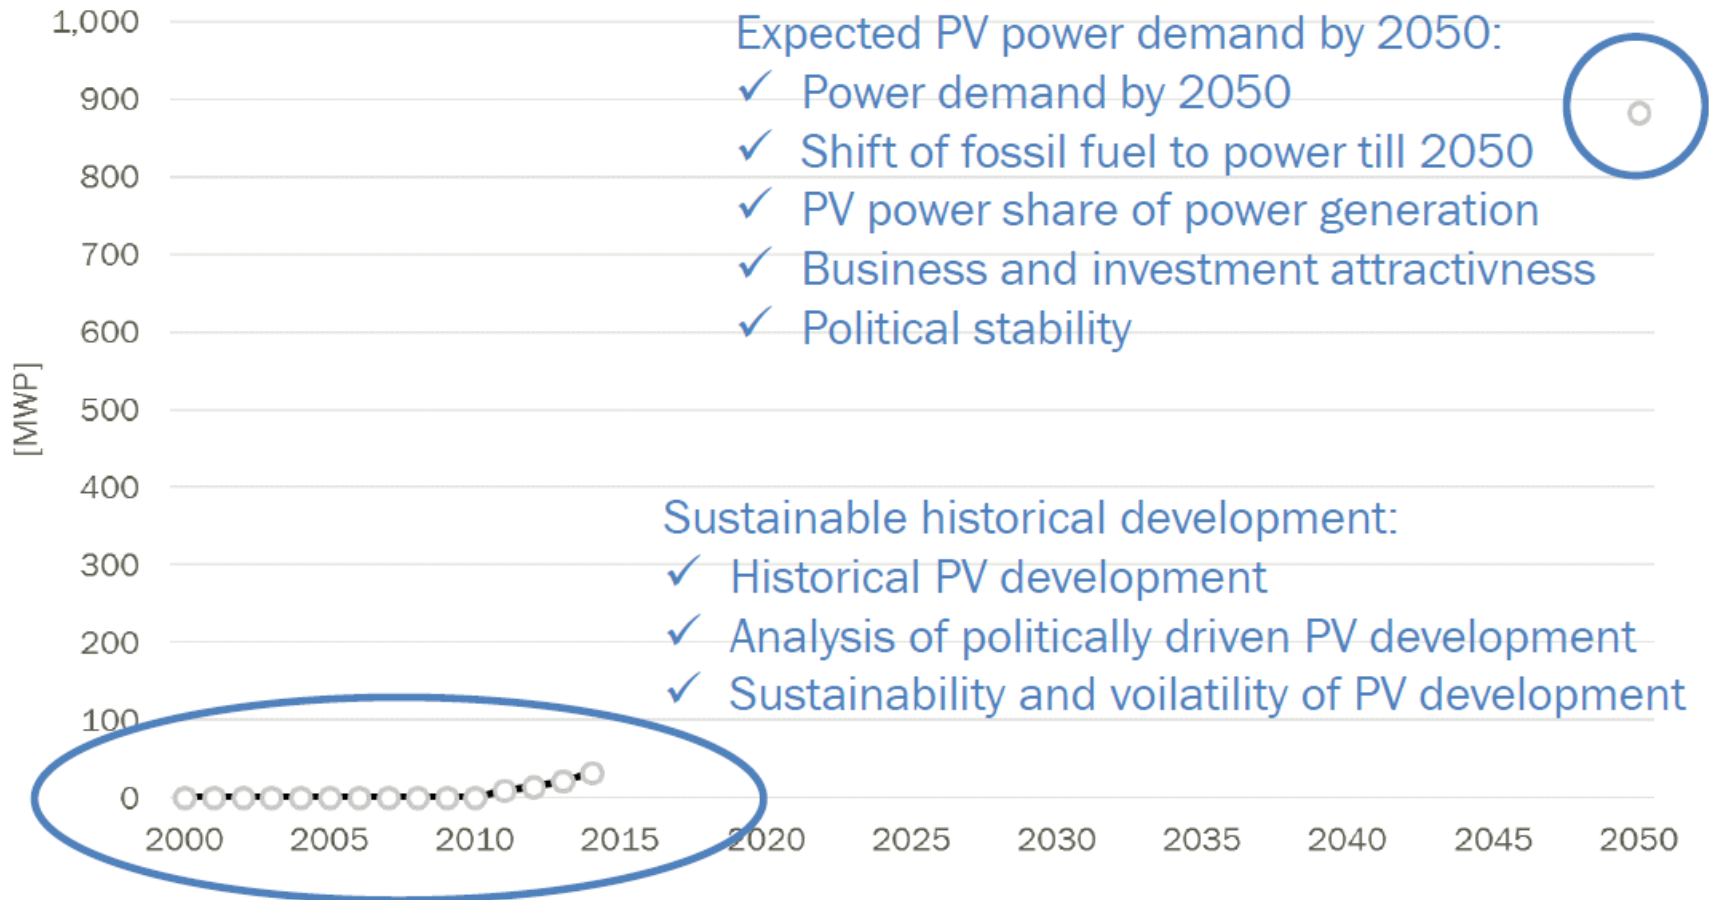 1,000
900
800
700
600
500
400
300
200
100
0
[MWP]
2000 2005 2010 2015 2020 2025 2030 2035 2040 2045 2050
Expected PV power demand by 2050:
✓ Power demand by 2050
✓ Shift of fossil fuel to power till 2050
✓ PV power share of power generation
✓ Business and investment attractivness
✓ Political stability
Sustainable historical development:
✓ Historical PV development
✓ Analysis of politically driven PV development
✓ Sustainability and voilatility of PV development